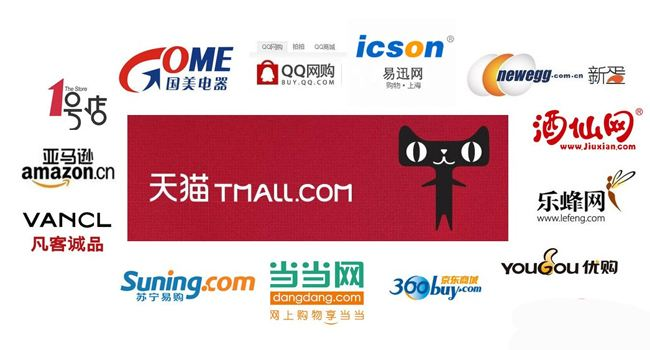 GOME
国美电器
QQ网购 拍拍 QQ商城
QQ网购
BUY.QQ.COM
icson®
易迅网
购物·上海
newegg.com.cn 新蛋
The Store
1号店
酒仙网®
www.Jiuxian.com
亚马逊
amazon.cn
天猫 TMALL.COM
乐蜂网
www.lefeng.com
VANCL
凡客诚品
YOUGOU 优购
Suning.com
苏宁易购
当当网
dangdang.com
网上购物享当当
京东商城
360buy.com